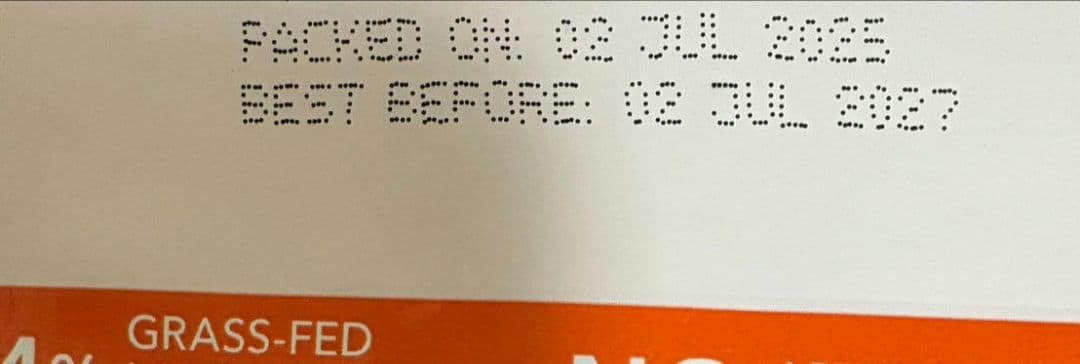 PACKED ON: 02 JUL 2025
BEST BEFORE: 02 JUL 2027
GRASS-FED